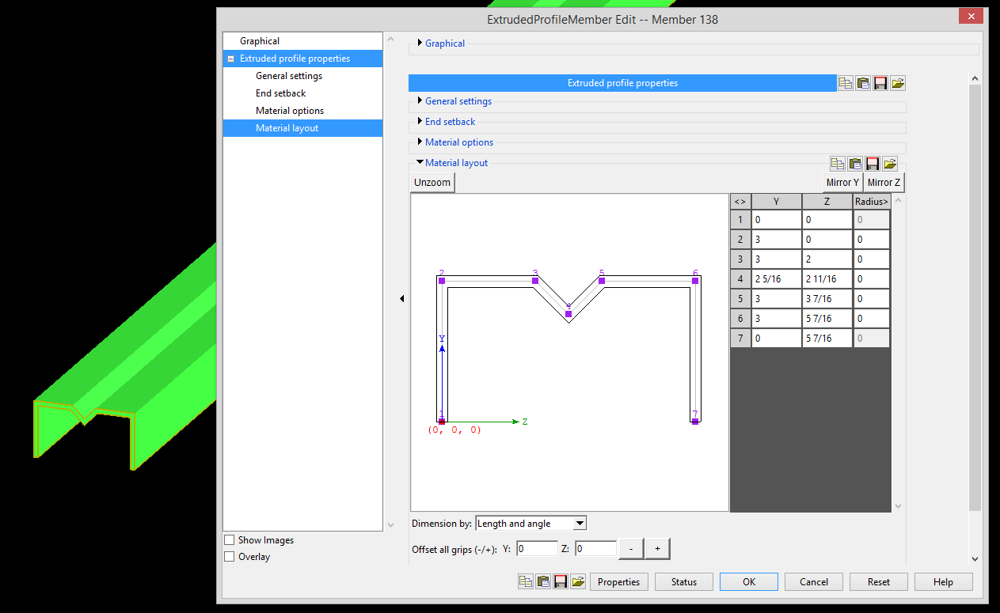 ExtrudedProfileMember Edit -- Member 138
Graphical
Extruded profile properties
General settings
End setback
Material options
Material layout
Show Images
Overlay
Graphical
Extruded profile properties
General settings
End setback
Material options
Material layout
Unzoom
Mirror Y Mirror Z
2 3 5 6
4
Y
1 7
Z
(0, 0, 0)
<> Y Z Radius>
1 0 0 0
2 3 0 0
3 3 2 0
4 2 5/16 2 11/16 0
5 3 3 7/16 0
6 3 5 7/16 0
7 0 5 7/16 0
Dimension by: Length and angle
Offset all grips (-/+): Y: 0 Z: 0 - +
Properties Status OK Cancel Reset Help